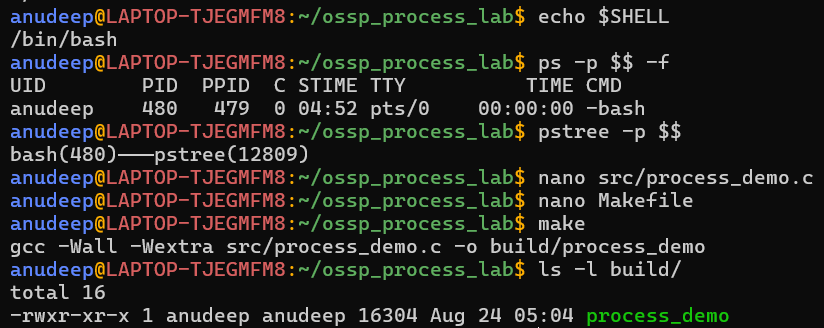 anudeep@LAPTOP-TJEGMFM8:~/ossp_process_lab$ echo $SHELL
/bin/bash
anudeep@LAPTOP-TJEGMFM8:~/ossp_process_lab$ ps -p $$ -f
UID          PID    PPID  C STIME TTY          TIME CMD
anudeep      480     479  0 04:52 pts/0    00:00:00 -bash
anudeep@LAPTOP-TJEGMFM8:~/ossp_process_lab$ pstree -p $$
bash(480)───pstree(12809)
anudeep@LAPTOP-TJEGMFM8:~/ossp_process_lab$ nano src/process_demo.c
anudeep@LAPTOP-TJEGMFM8:~/ossp_process_lab$ nano Makefile
anudeep@LAPTOP-TJEGMFM8:~/ossp_process_lab$ make
gcc -Wall -Wextra src/process_demo.c -o build/process_demo
anudeep@LAPTOP-TJEGMFM8:~/ossp_process_lab$ ls -l build/
total 16
-rwxr-xr-x 1 anudeep anudeep 16304 Aug 24 05:04 process_demo